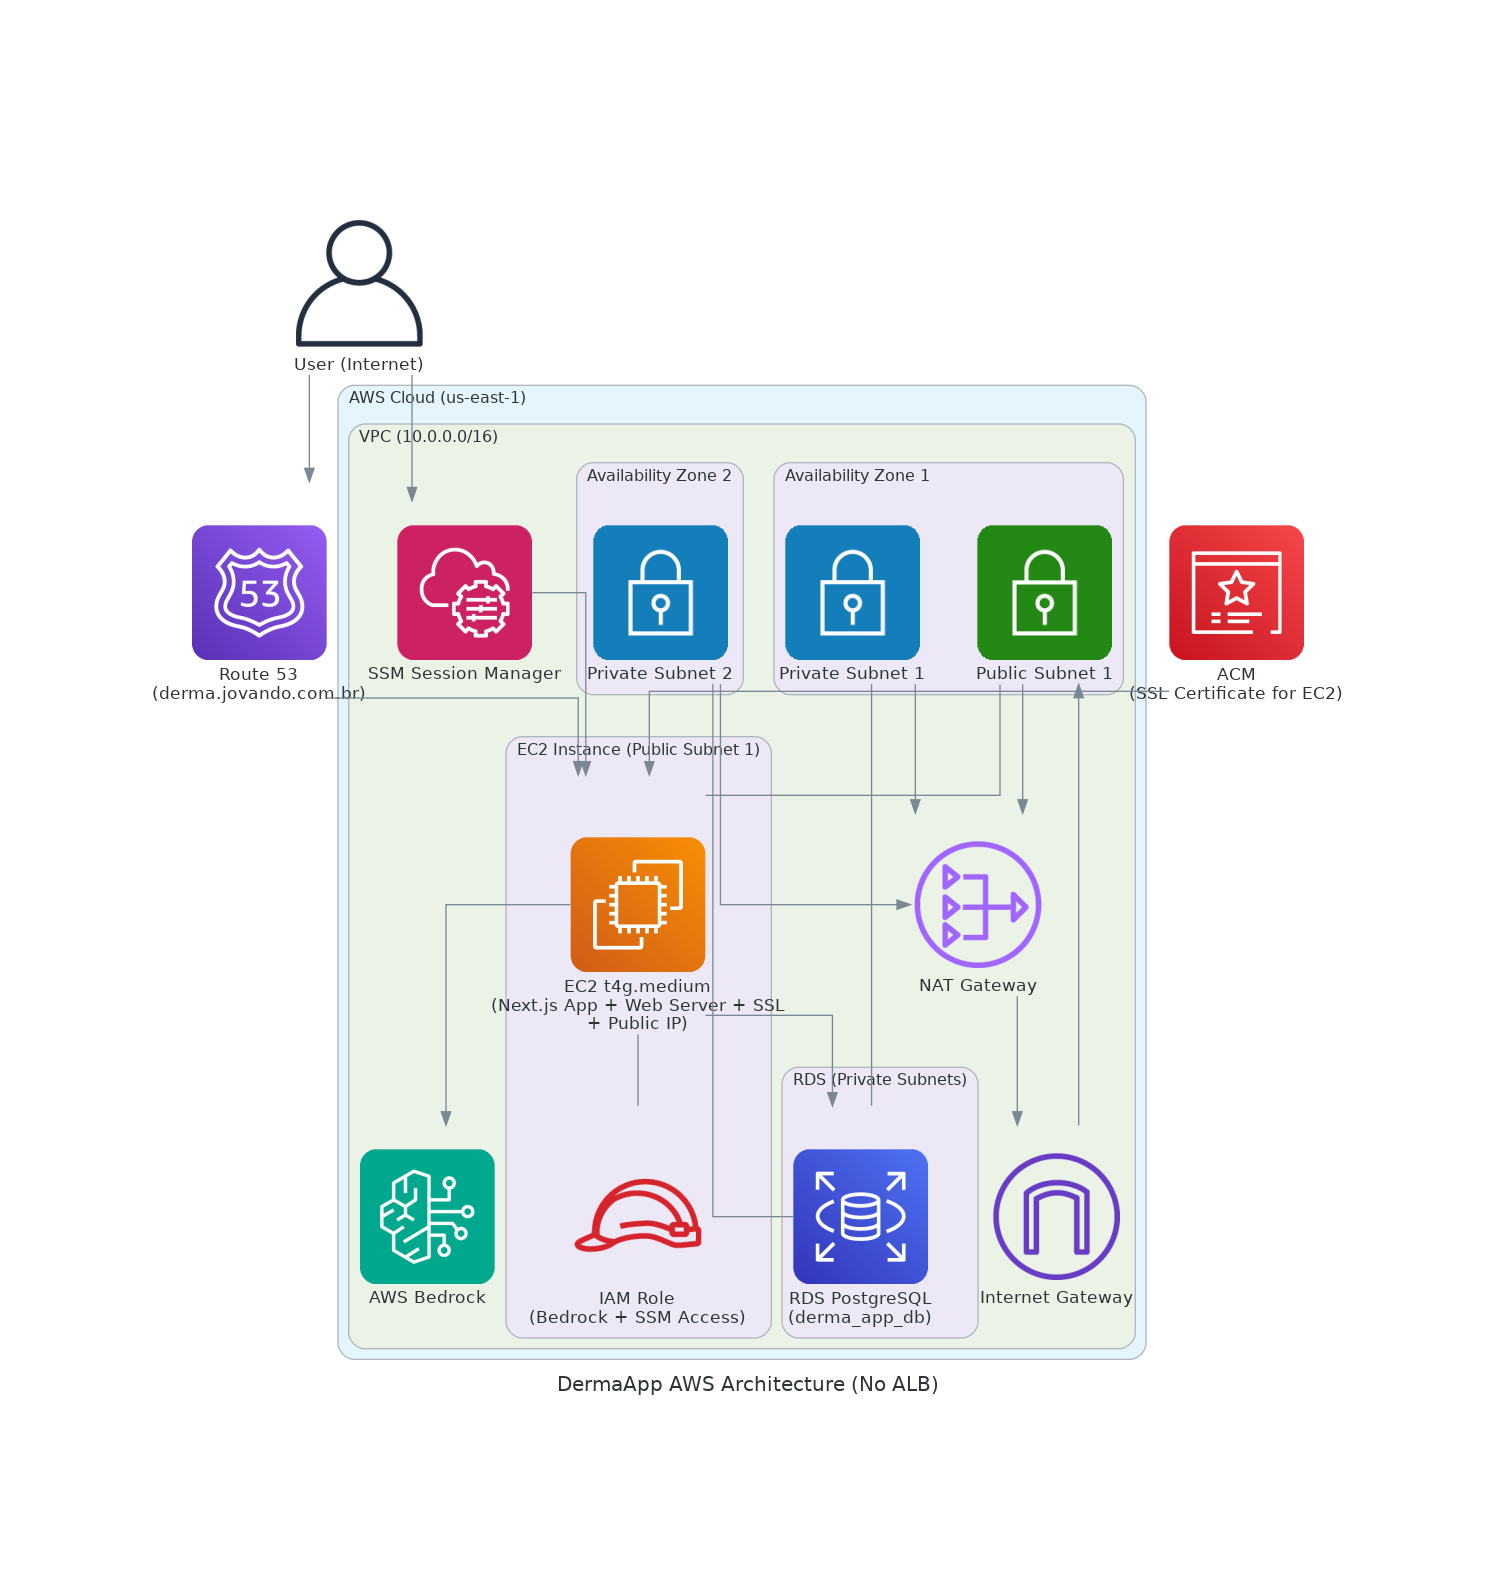 User (Internet)
AWS Cloud (us-east-1)
VPC (10.0.0.0/16)
Availability Zone 2
Availability Zone 1
53
Route 53
(derma.jovando.com.br)
SSM Session Manager
Private Subnet 2
Private Subnet 1
Public Subnet 1
ACM
(SSL Certificate for EC2)
EC2 Instance (Public Subnet 1)
EC2 t4g.medium
(Next.js App + Web Server + SSL
+ Public IP)
NAT Gateway
RDS (Private Subnets)
AWS Bedrock
IAM Role
(Bedrock + SSM Access)
RDS PostgreSQL
(derma_app_db)
Internet Gateway
DermaApp AWS Architecture (No ALB)